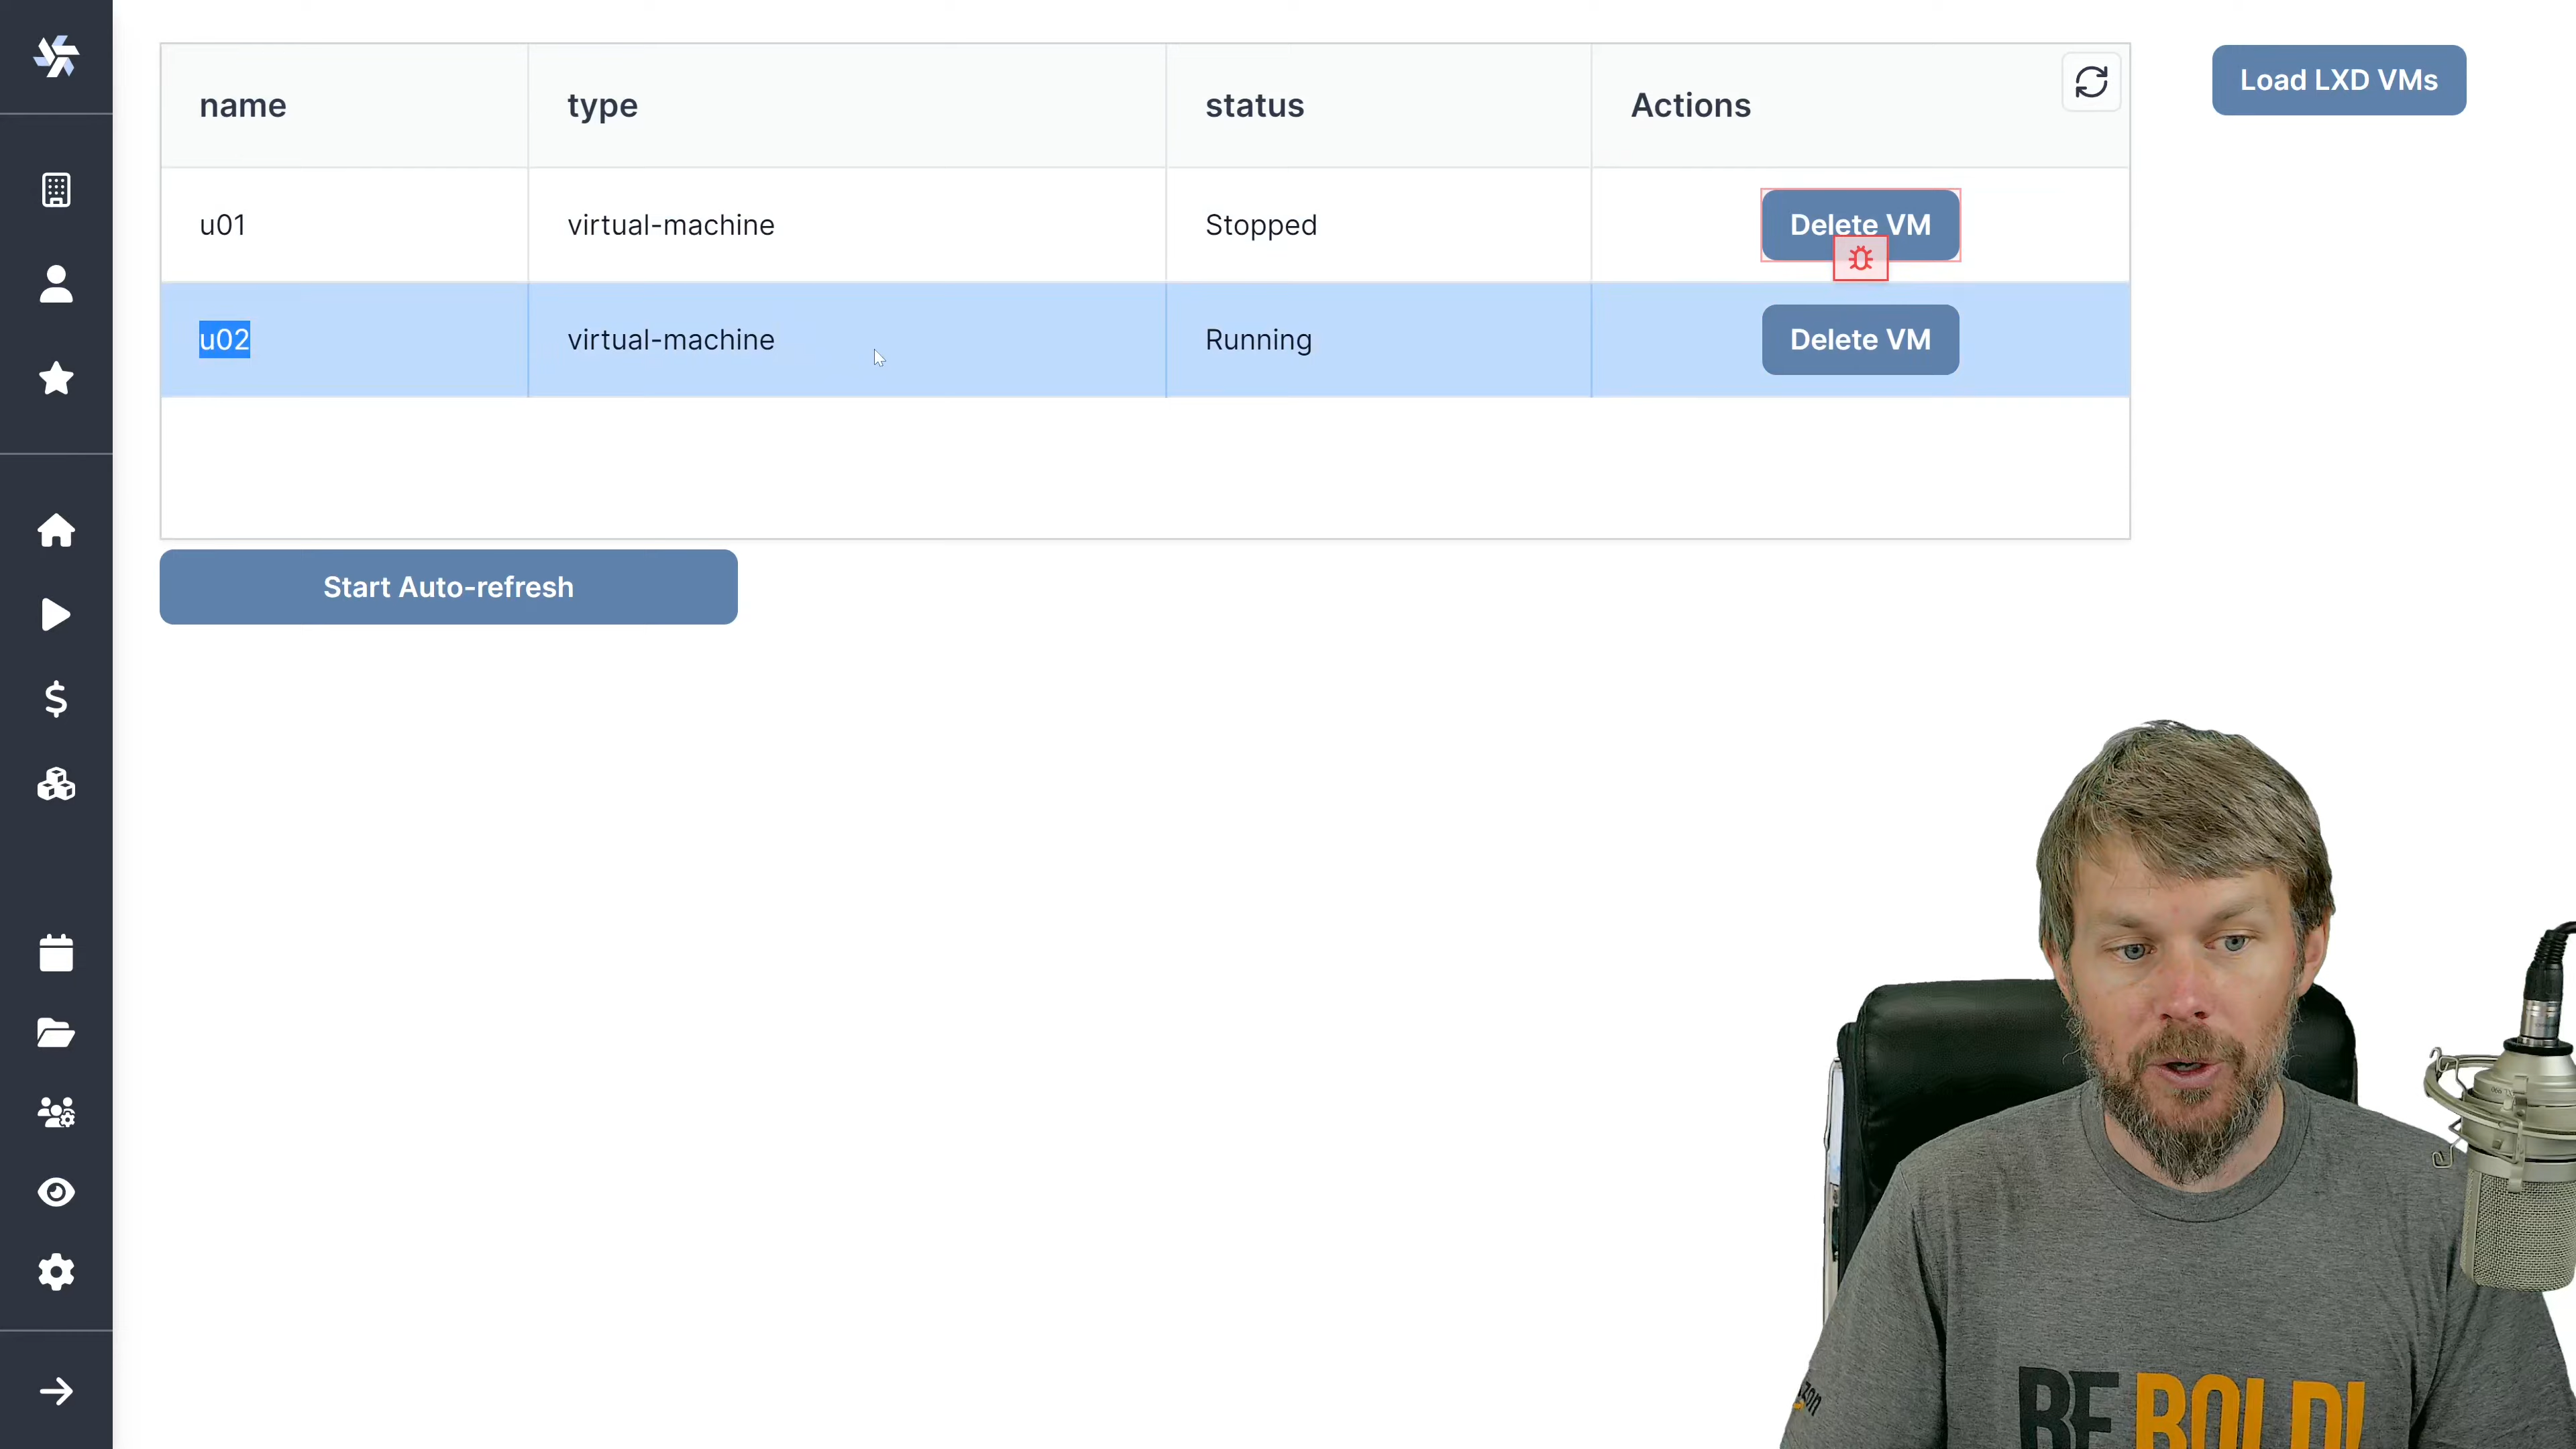 name type status Actions
Load LXD VMs
u01 virtual-machine Stopped Delete VM
u02 virtual-machine Running Delete VM
Start Auto-refresh
BE BOLD!